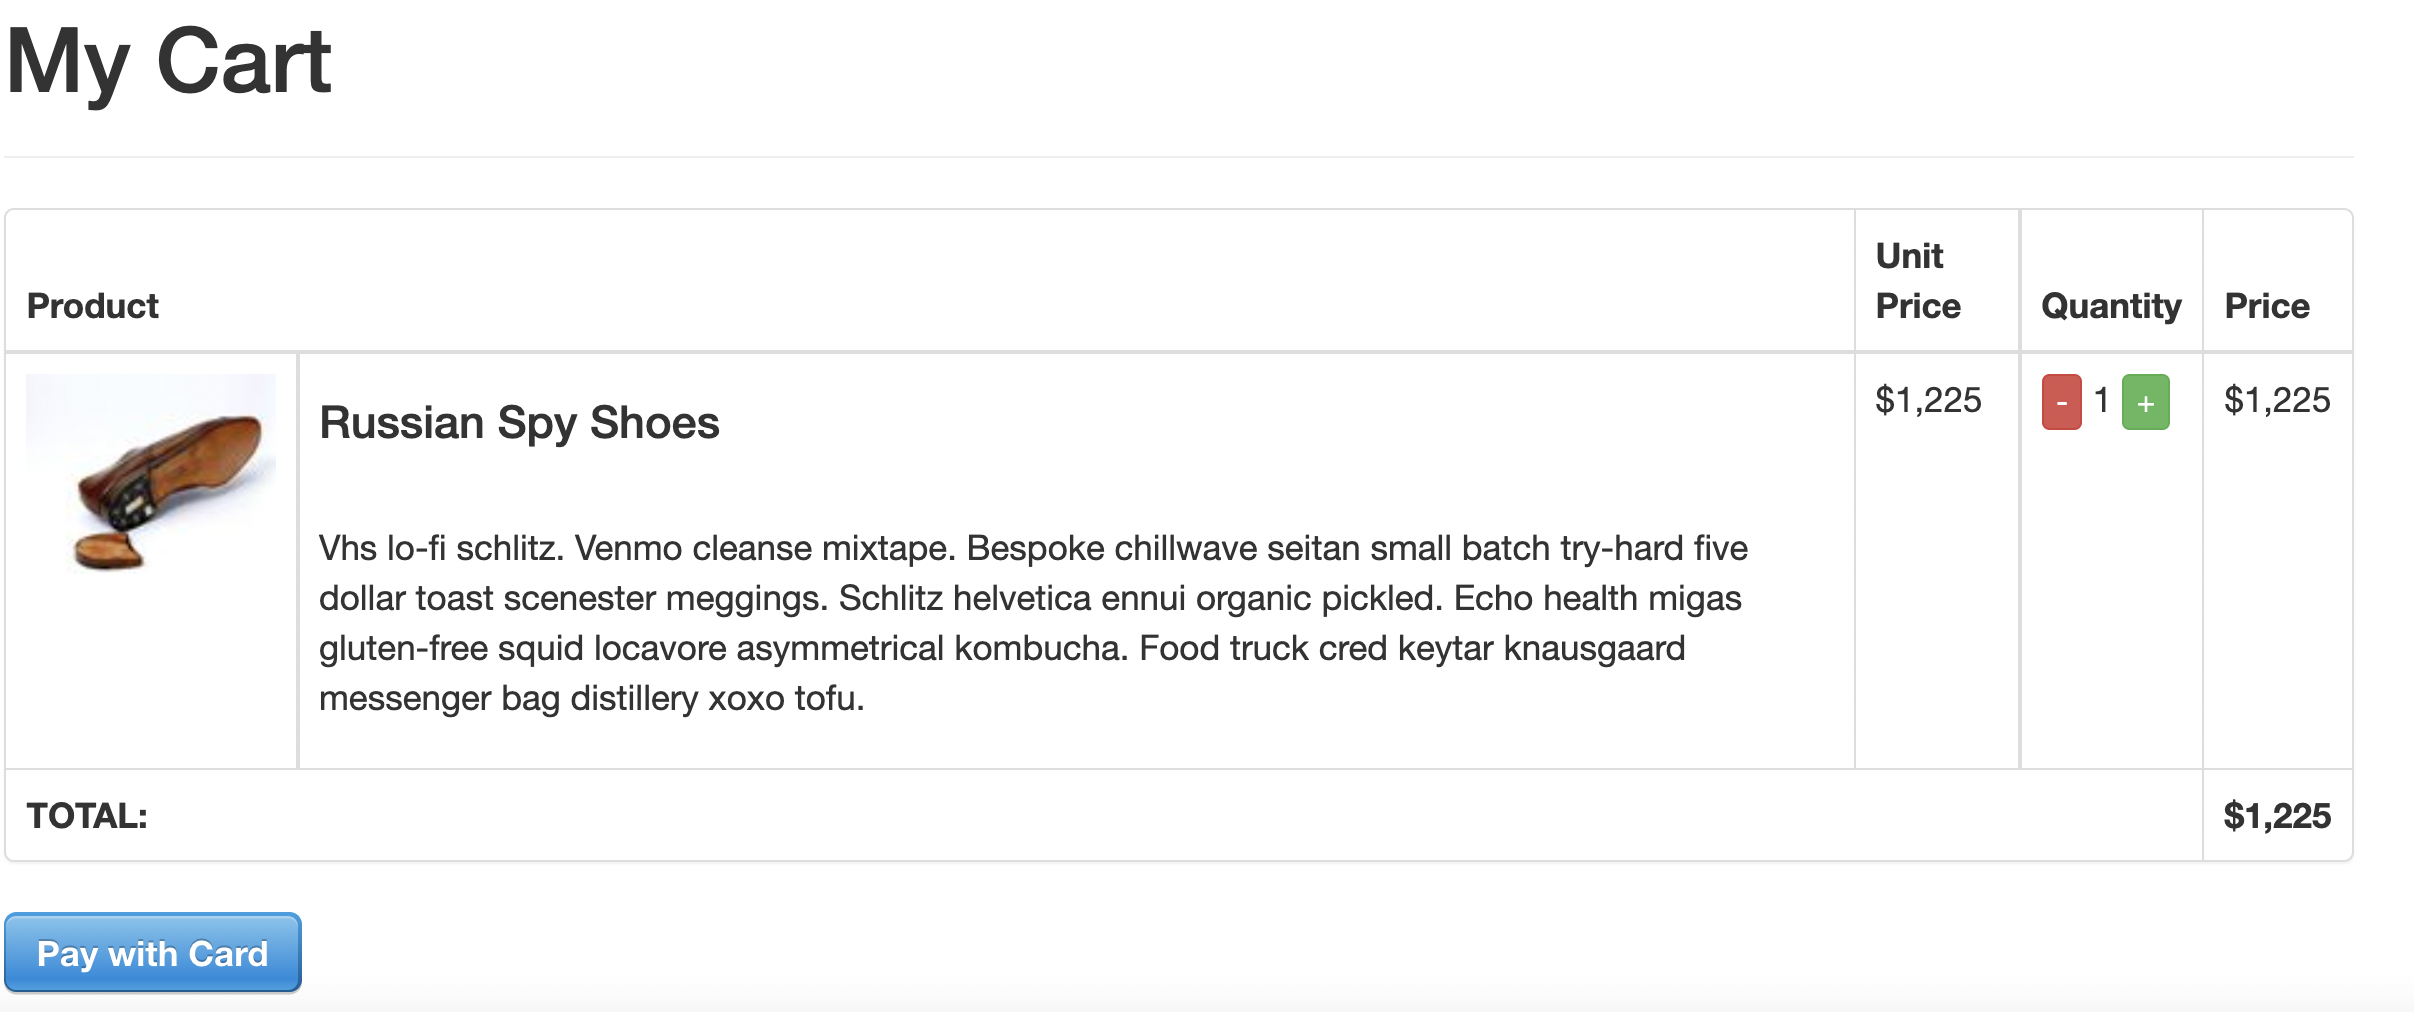 My Cart
Product
Unit
Price
Quantity
Price
Russian Spy Shoes
$1,225
- 1 +
$1,225
Vhs lo-fi schlitz. Venmo cleanse mixtape. Bespoke chillwave seitan small batch try-hard five
dollar toast scenester meggings. Schlitz helvetica ennui organic pickled. Echo health migas
gluten-free squid locavore asymmetrical kombucha. Food truck cred keytar knausgaard
messenger bag distillery xoxo tofu.
TOTAL:
$1,225
Pay with Card